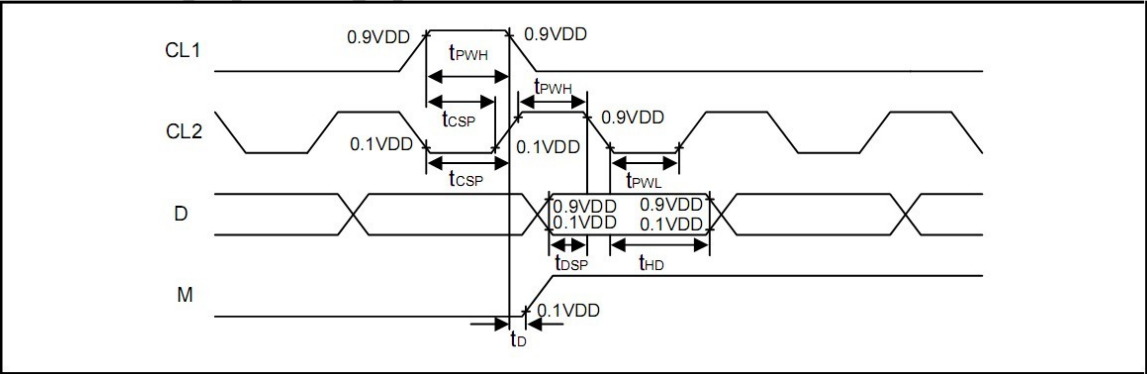 CL1
0.9VDD
0.9VDD
tPWH
tPWH
tCSP
CL2
0.9VDD
0.1VDD
0.1VDD
tCSP
tPWL
D
0.9VDD
0.9VDD
0.1VDD
0.1VDD
tDSP
tHD
M
0.1VDD
tD